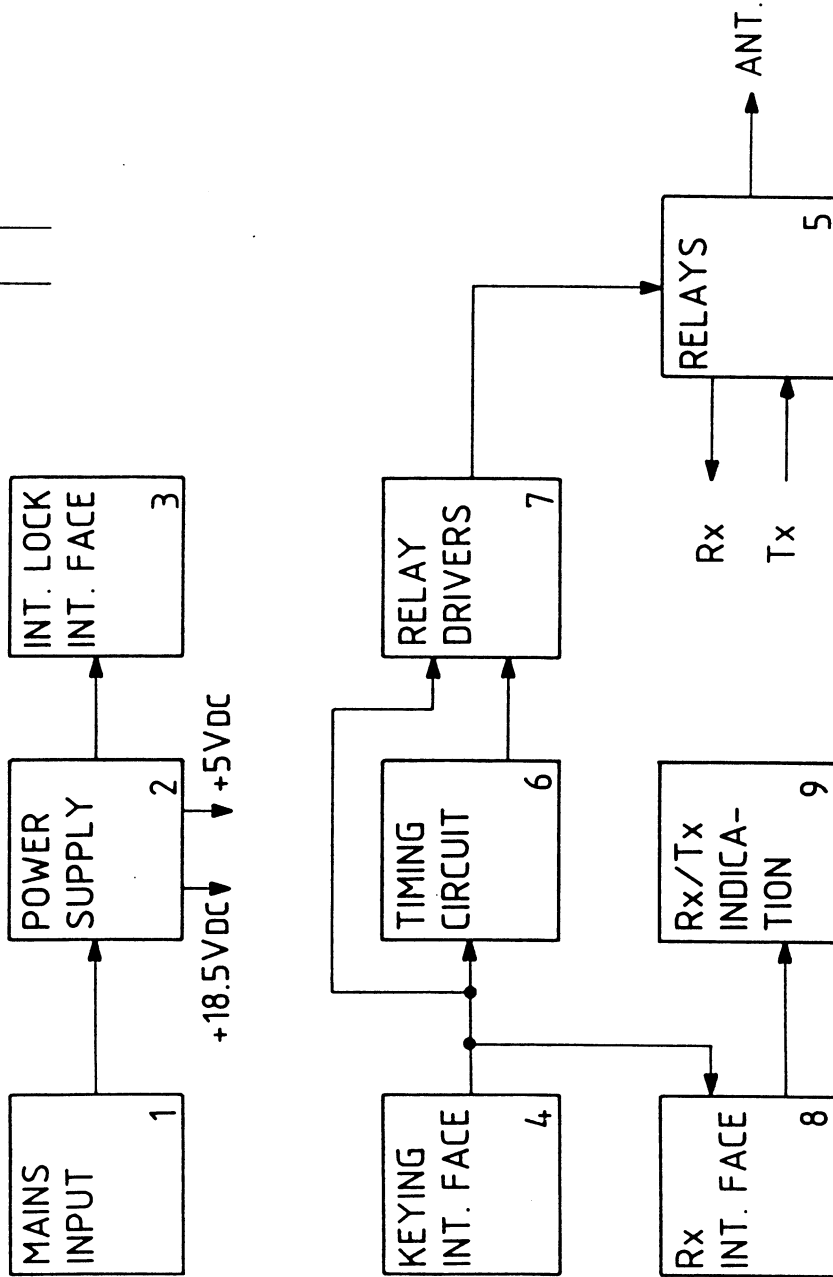 MAINS
INPUT
1
POWER
SUPPLY
2
+18.5VDC
+5VDC
INT. LOCK
INT. FACE
3
KEYING
INT. FACE
4
TIMING
CIRCUIT
6
RELAY
DRIVERS
7
Rx
INT. FACE
8
Rx/Tx
INDICA-
TION
9
Rx
Tx
RELAYS
5
ANT.